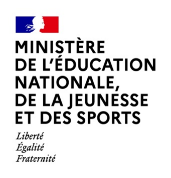 MINISTÈRE
DE L'ÉDUCATION
NATIONALE,
DE LA JEUNESSE
ET DES SPORTS
Liberté
Égalité
Fraternité